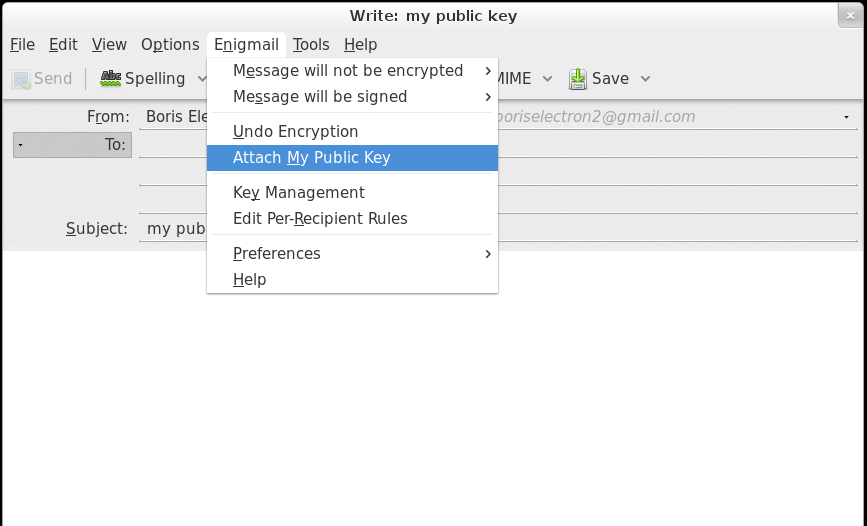 Write: my public key
File Edit View Options Enigmail Tools Help
Send Spelling MIME Save
Message will not be encrypted
Message will be signed
From: Boris Ele boriselectron2@gmail.com
Undo Encryption
To:
Attach My Public Key
Key Management
Edit Per-Recipient Rules
Subject: my pub
Preferences
Help